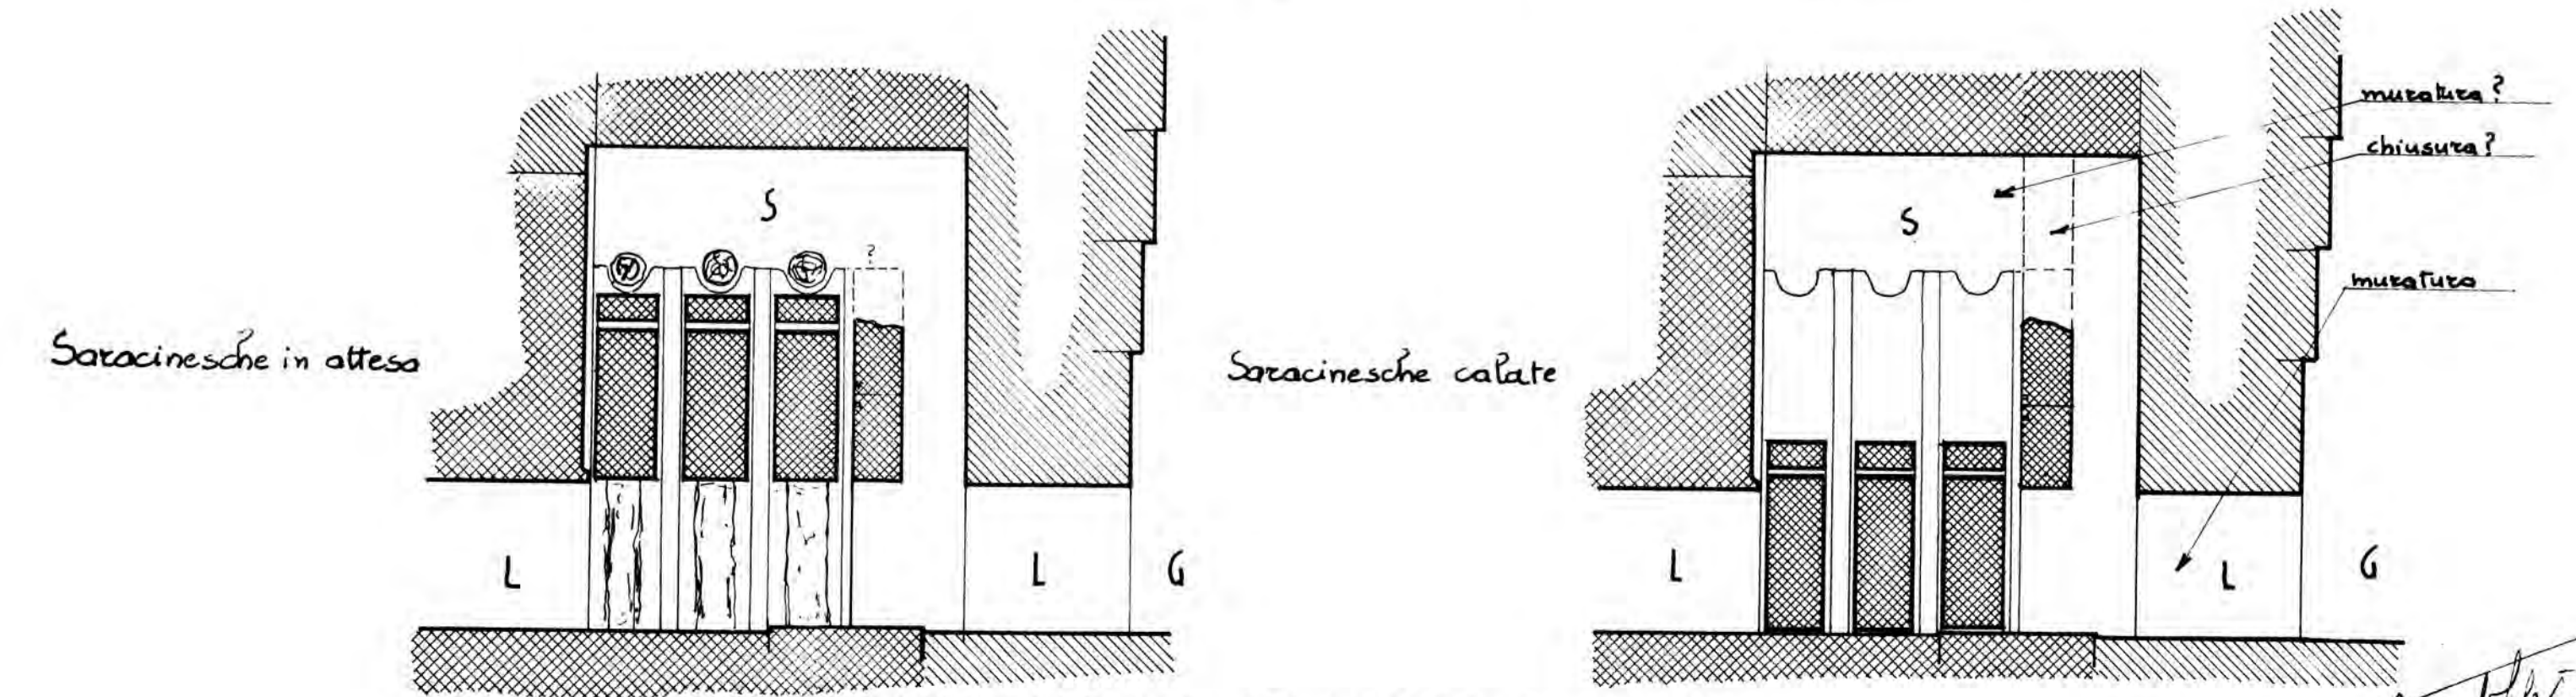 S
?
Saracinesche in attesa
L
L
G
muratura?
chiusura?
S
muratura
Saracinesche calate
L
L
G